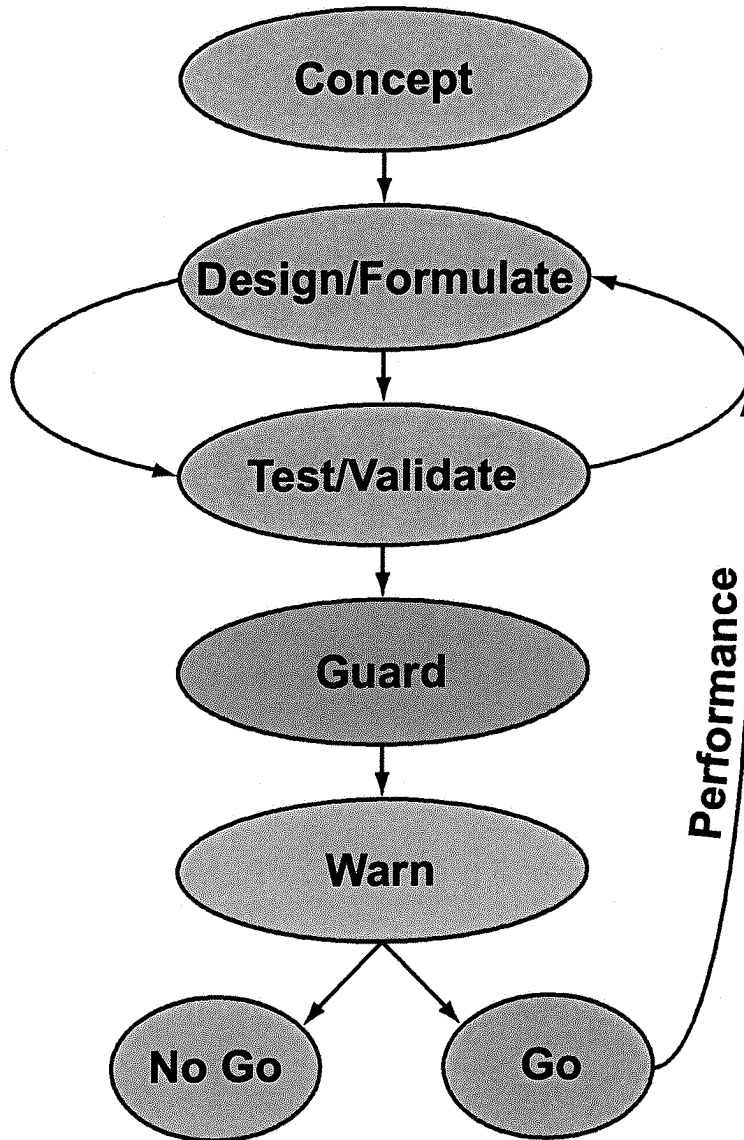 Concept
Design/Formulate
Test/Validate
Guard
Performance
Warn
No Go
Go